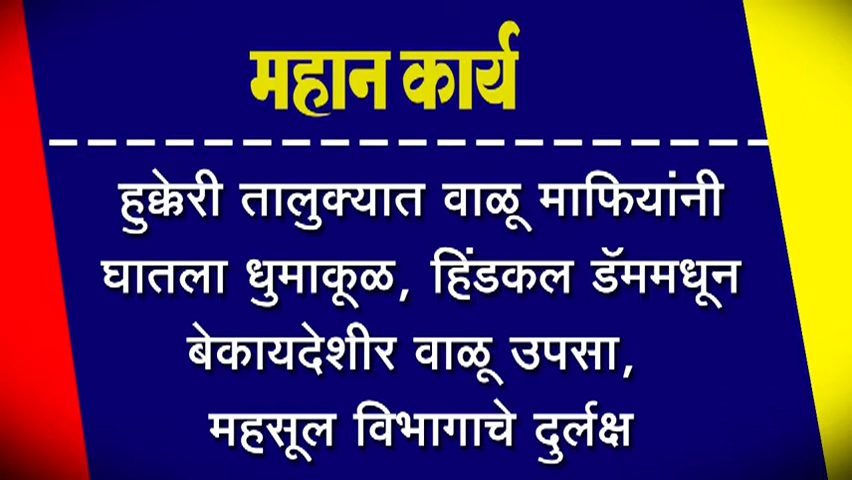 महान कार्य
हुक्केरी तालुक्यात वाळू माफियांनी
घातला धुमाकूळ, हिंडकल डॅममधून
बेकायदेशीर वाळू उपसा,
महसूल विभागाचे दुर्लक्ष